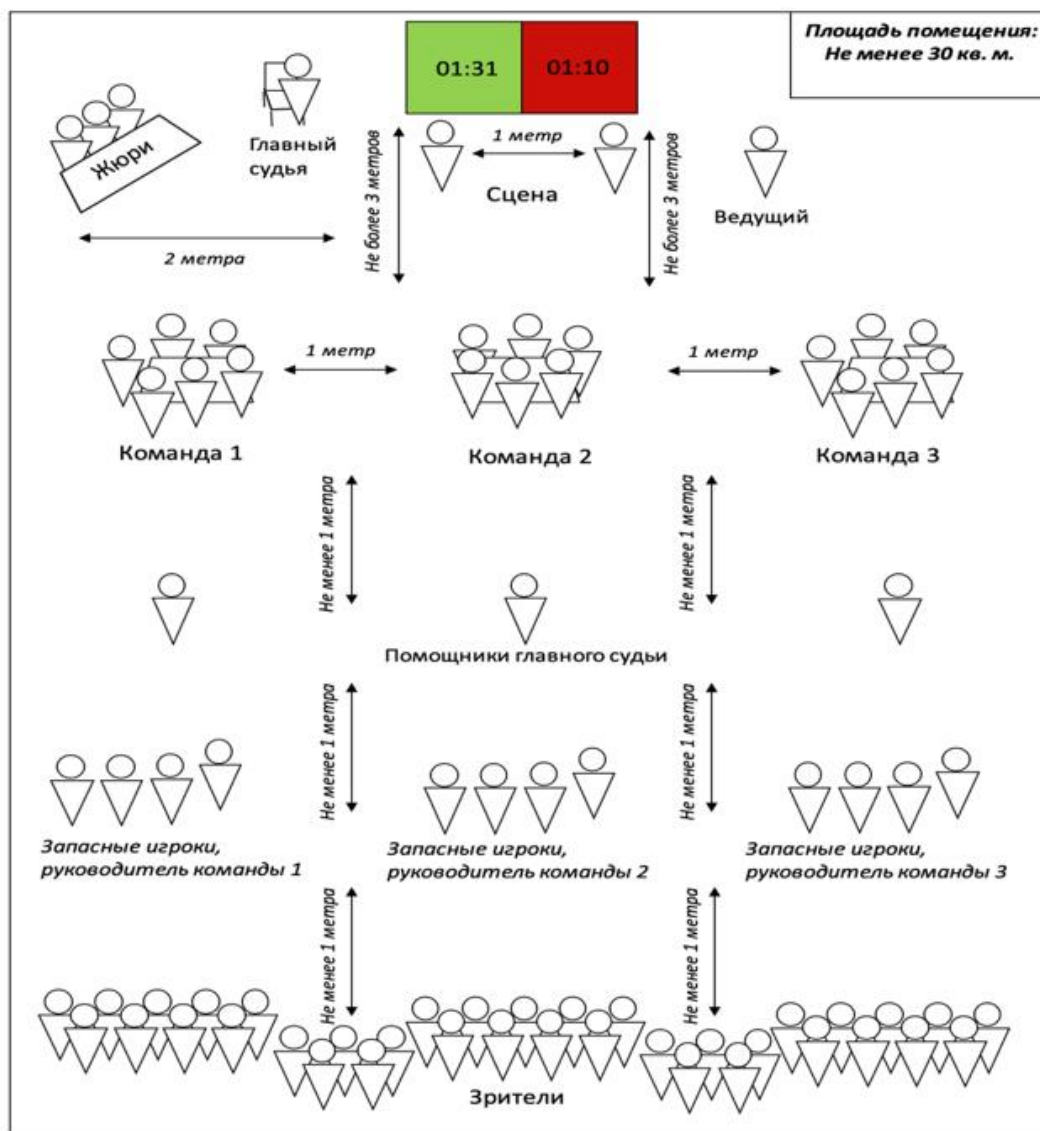 Площадь помещения:
Не менее 30 кв. м.
01:31
01:10
1 метр
Жюри
Главный
судья
Сцена
Ведущий
Не более 3 метров
Не более 3 метров
2 метра
1 метр
1 метр
Команда 1
Команда 2
Команда 3
Не менее 1 метра
Не менее 1 метра
Помощники главного судьи
Не менее 1 метра
Не менее 1 метра
Запасные игроки,
руководитель команды 1
Запасные игроки,
руководитель команды 2
Запасные игроки,
руководитель команды 3
Не менее 1 метра
Не менее 1 метра
Зрители